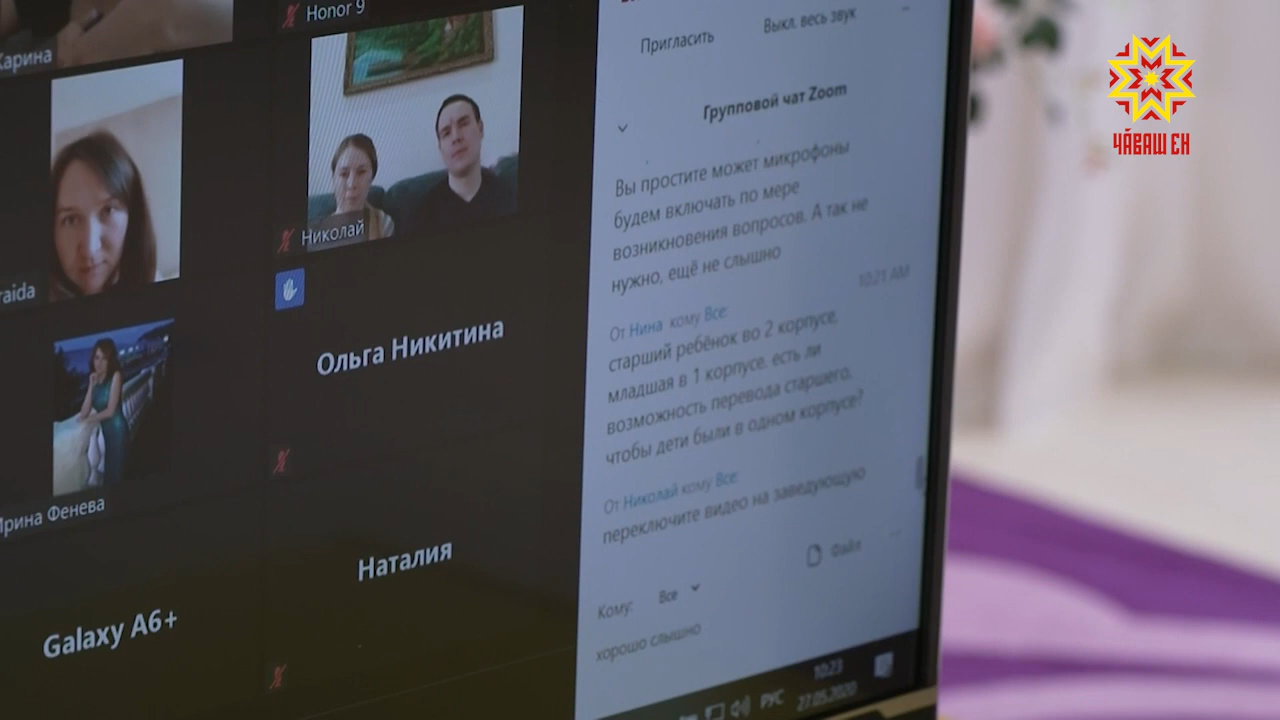 Honor 9
Карина
raida
Николай
Ольга Никитина
Ирина Фенева
Наталия
Galaxy A6+
Пригласить
Выкл. весь звук
Групповой чат Zoom
Вы простите может микрофоны
будем включать по мере
возникновения вопросов. А так не
нужно, ещё не слышно
10:21 AM
От Нина кому Все:
старший ребёнок во 2 корпусе,
младшая в 1 корпусе. есть ли
возможность перевода старшего,
чтобы дети были в одном корпусе?
От Николай кому Все:
переключите видео на заведующую
Файл
Кому: Все
хорошо слышно
РУС
10:23
27.05.2020
ЧӐВАШ ЕН